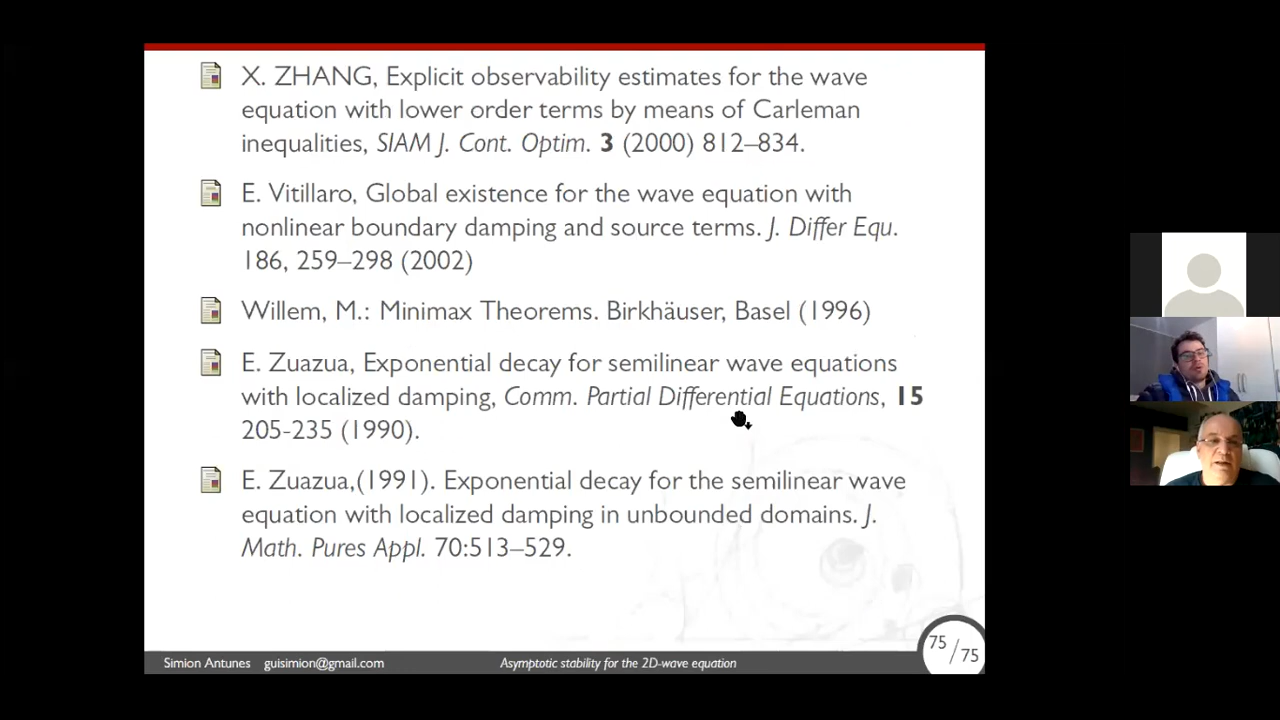 X. ZHANG, Explicit observability estimates for the wave
equation with lower order terms by means of Carleman
inequalities, SIAM J. Cont. Optim. 3 (2000) 812–834.
E. Vitillaro, Global existence for the wave equation with
nonlinear boundary damping and source terms. J. Differ Equ.
186, 259–298 (2002)
Willem, M.: Minimax Theorems. Birkhäuser, Basel (1996)
E. Zuazua, Exponential decay for semilinear wave equations
with localized damping, Comm. Partial Differential Equations, 15
205-235 (1990).
E. Zuazua,(1991). Exponential decay for the semilinear wave
equation with localized damping in unbounded domains. J.
Math. Pures Appl. 70:513–529.
Simion Antunes guisimion@gmail.com Asymptotic stability for the 2D-wave equation 75/75